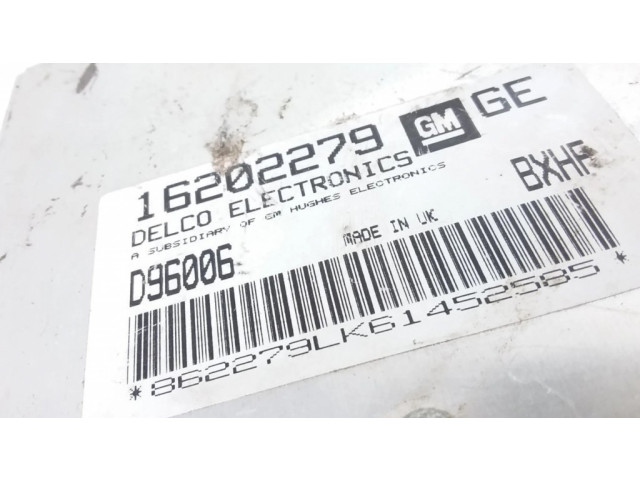 16202279 GM GE
DELCO ELECTRONICS
A SUBSIDIARY OF GM HUGHES ELECTRONICS
BXHF
D96006 MADE IN UK
*862279LK61452585*